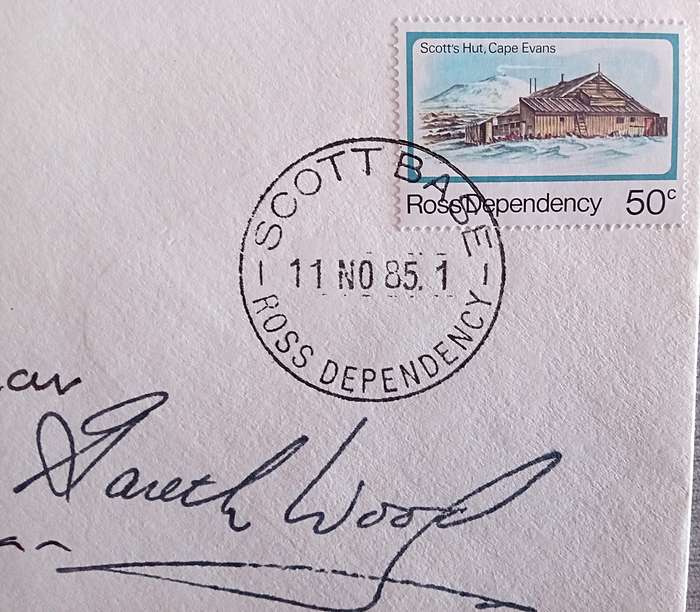 Scott's Hut, Cape Evans
Ross Dependency 50c
SCOTT BASE
11 NO 85.1
ROSS DEPENDENCY
Gareth Wood